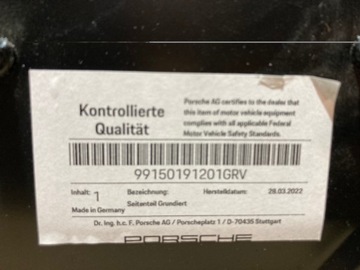 Kontrollierte
Qualität
Porsche AG certifies to the dealer that
this item of motor vehicle equipment
complies with all applicable Federal
Motor Vehicle Safety Standards.
99150191201GRV
Inhalt: 1 Bezeichnung: Herstelldatum: 28.03.2022
Seitanteil Grundiert
Made in Germany
Dr. Ing. h.c. F. Porsche AG / Porscheplatz 1 / D-70435 Stuttgart
PORSCHE